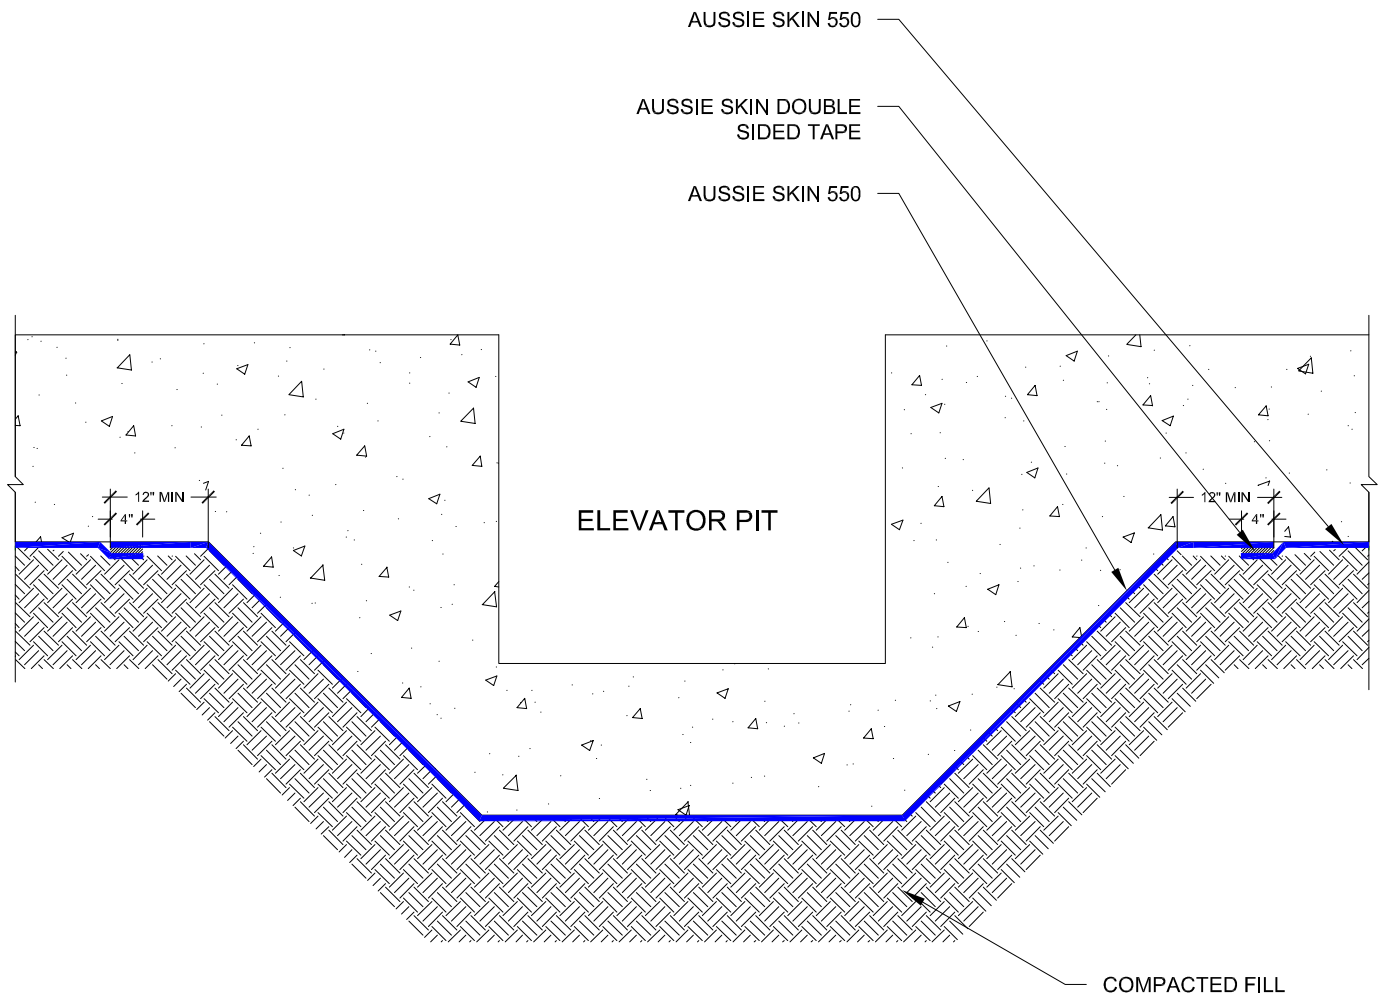 AUSSIE SKIN 550
AUSSIE SKIN DOUBLE
SIDED TAPE
AUSSIE SKIN 550
12" MIN
4"
12" MIN
4"
ELEVATOR PIT
COMPACTED FILL